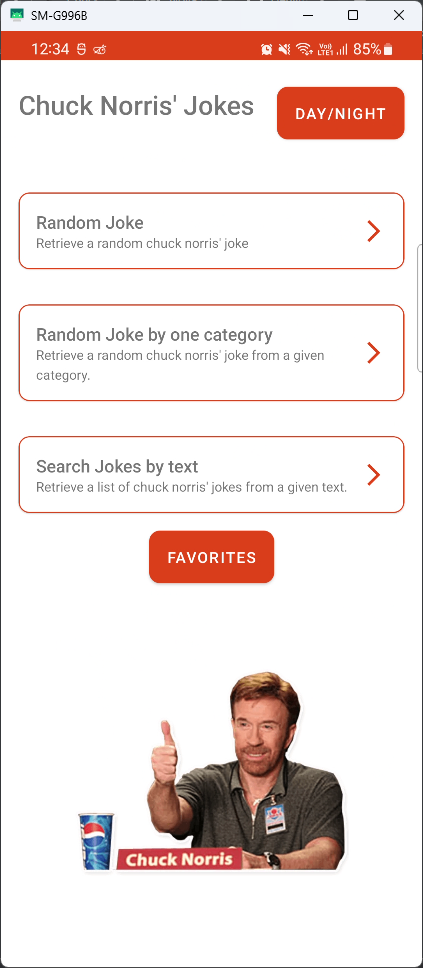 SM-G996B
12:34
Vo)) LTE1 85%
Chuck Norris' Jokes
DAY/NIGHT
Random Joke
Retrieve a random chuck norris' joke
Random Joke by one category
Retrieve a random chuck norris' joke from a given
category.
Search Jokes by text
Retrieve a list of chuck norris' jokes from a given text.
FAVORITES
Chuck Norris